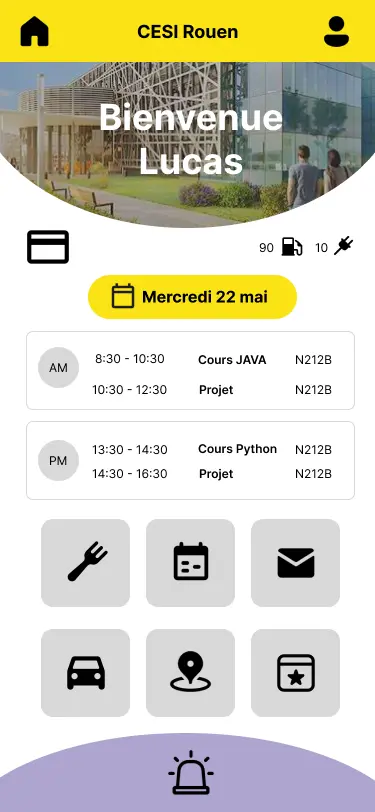 CESI Rouen
Bienvenue
Lucas
90 10
Mercredi 22 mai
AM
8:30 - 10:30 Cours JAVA N212B
10:30 - 12:30 Projet N212B
PM
13:30 - 14:30 Cours Python N212B
14:30 - 16:30 Projet N212B